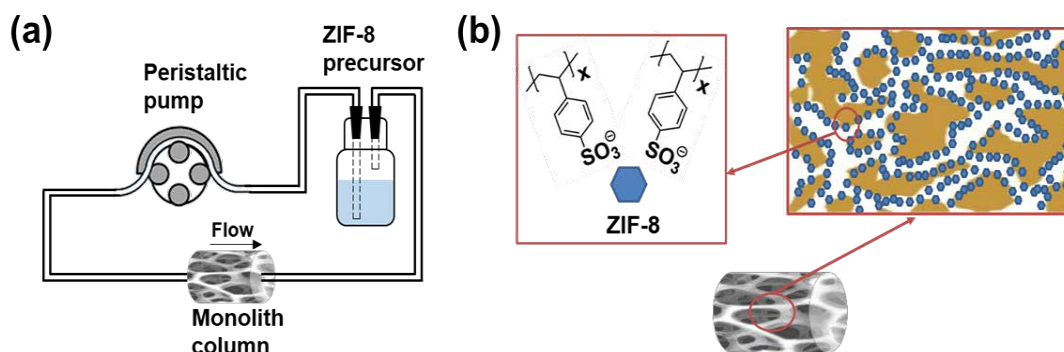 (a)
Peristaltic
pump
ZIF-8
precursor
Flow
Monolith
column
(b)
x
x
SO3⊖
SO3⊖
ZIF-8